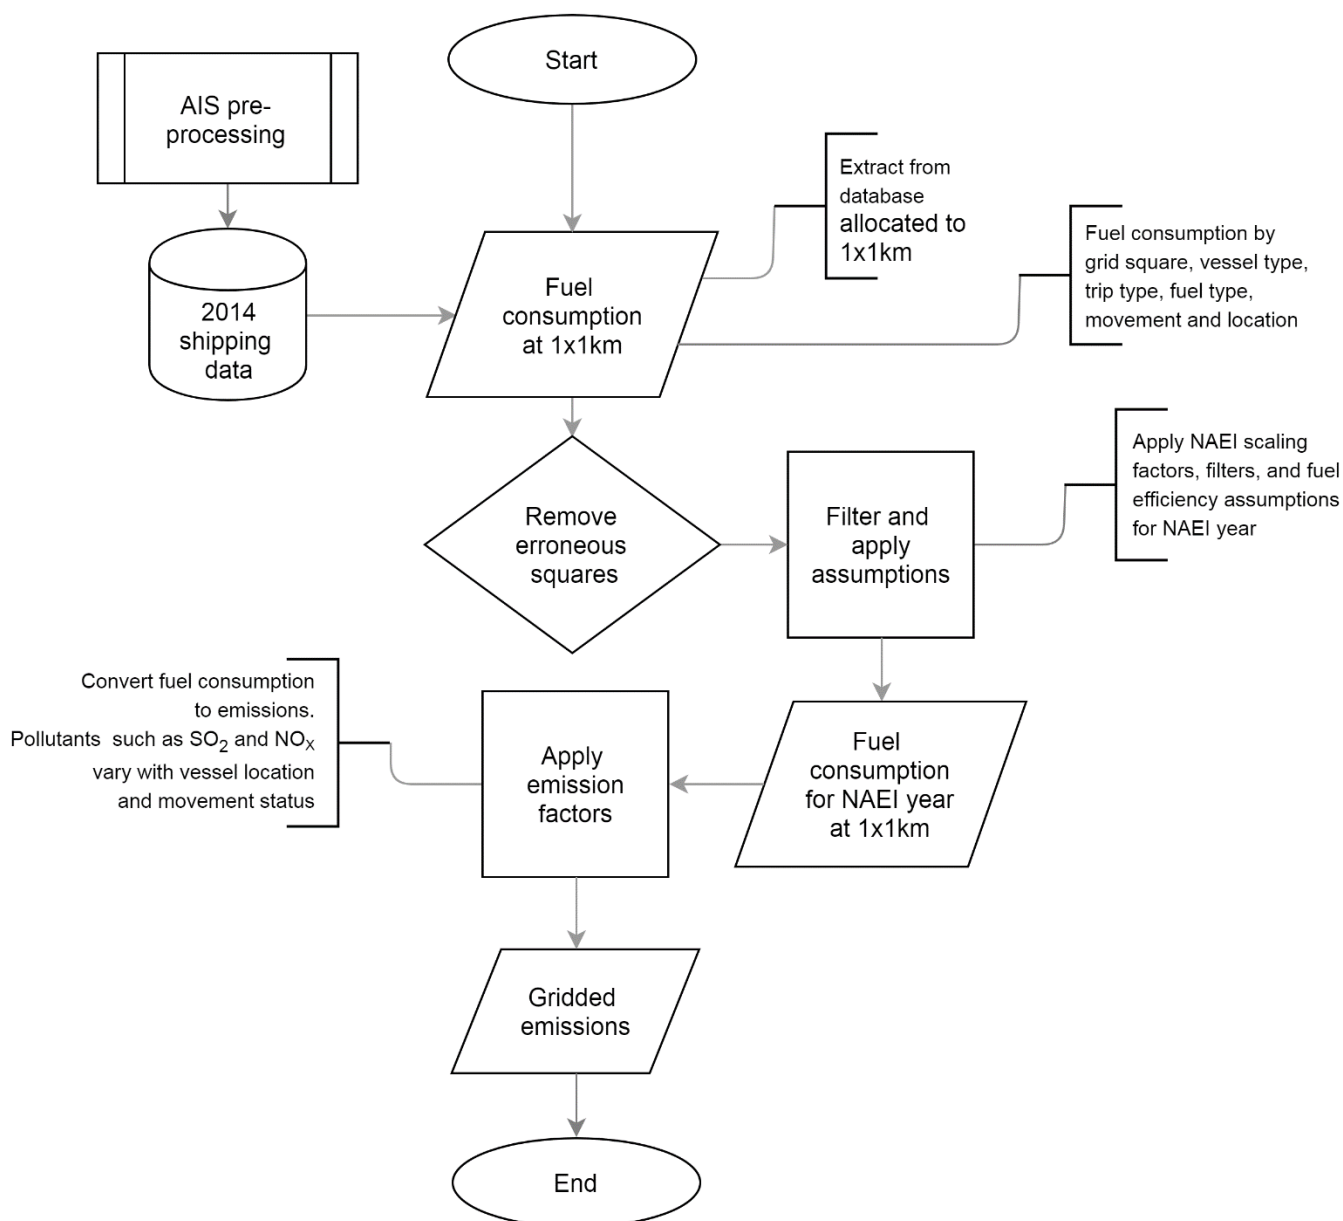 Start
AIS pre-
processing
Extract from
database
allocated to
1x1km
Fuel consumption by
grid square, vessel type,
trip type, fuel type,
movement and location
2014
shipping
data
Fuel
consumption
at 1x1km
Remove
erroneous
squares
Filter and
apply
assumptions
Apply NAEI scaling
factors, filters, and fuel
efficiency assumptions
for NAEI year
Convert fuel consumption
to emissions.
Pollutants such as SO2 and NOX
vary with vessel location
and movement status
Apply
emission
factors
Fuel
consumption
for NAEI year
at 1x1km
Gridded
emissions
End